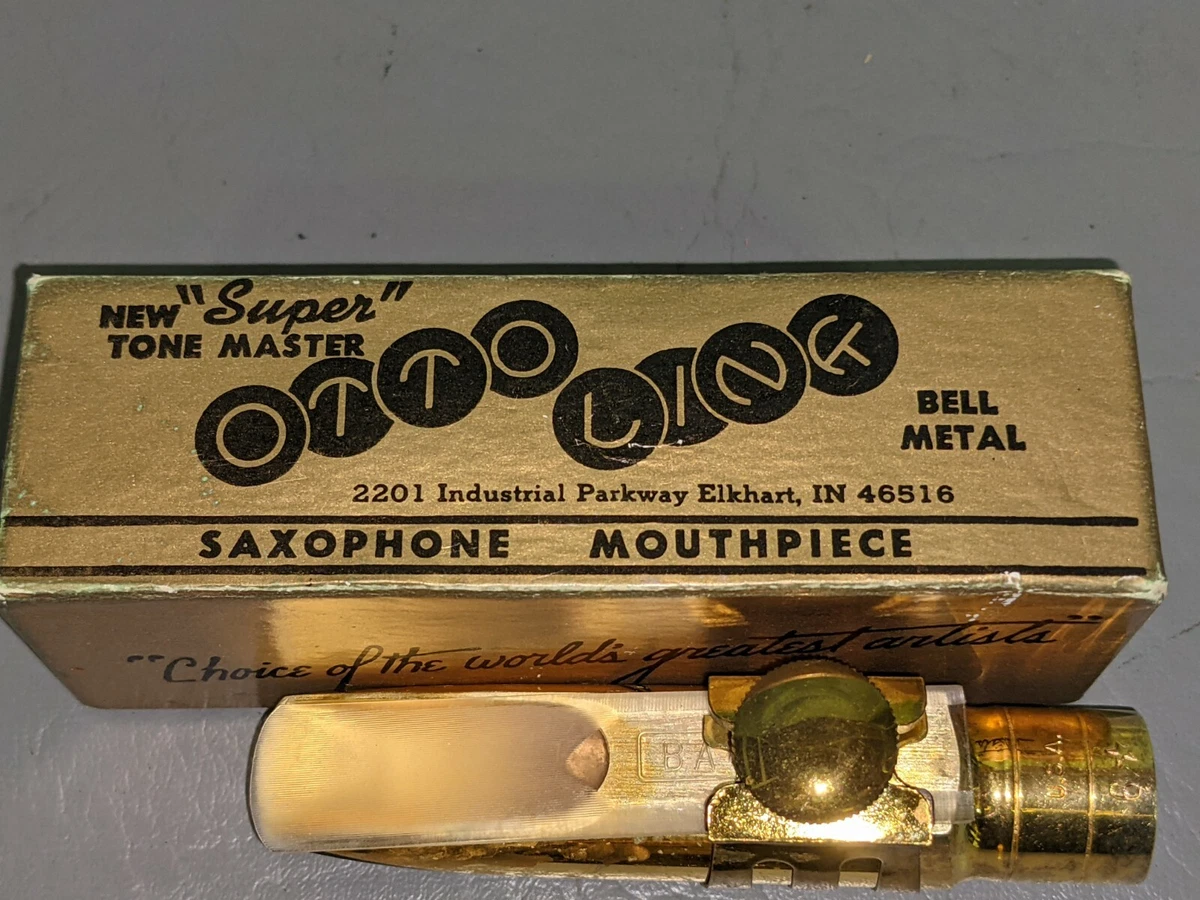 NEW "Super"
TONE MASTER
OTTO LINK
BELL
METAL
2201 Industrial Parkway Elkhart, IN 46516
SAXOPHONE MOUTHPIECE
"Choice of the world's greatest artists"
BA
U.S.A.